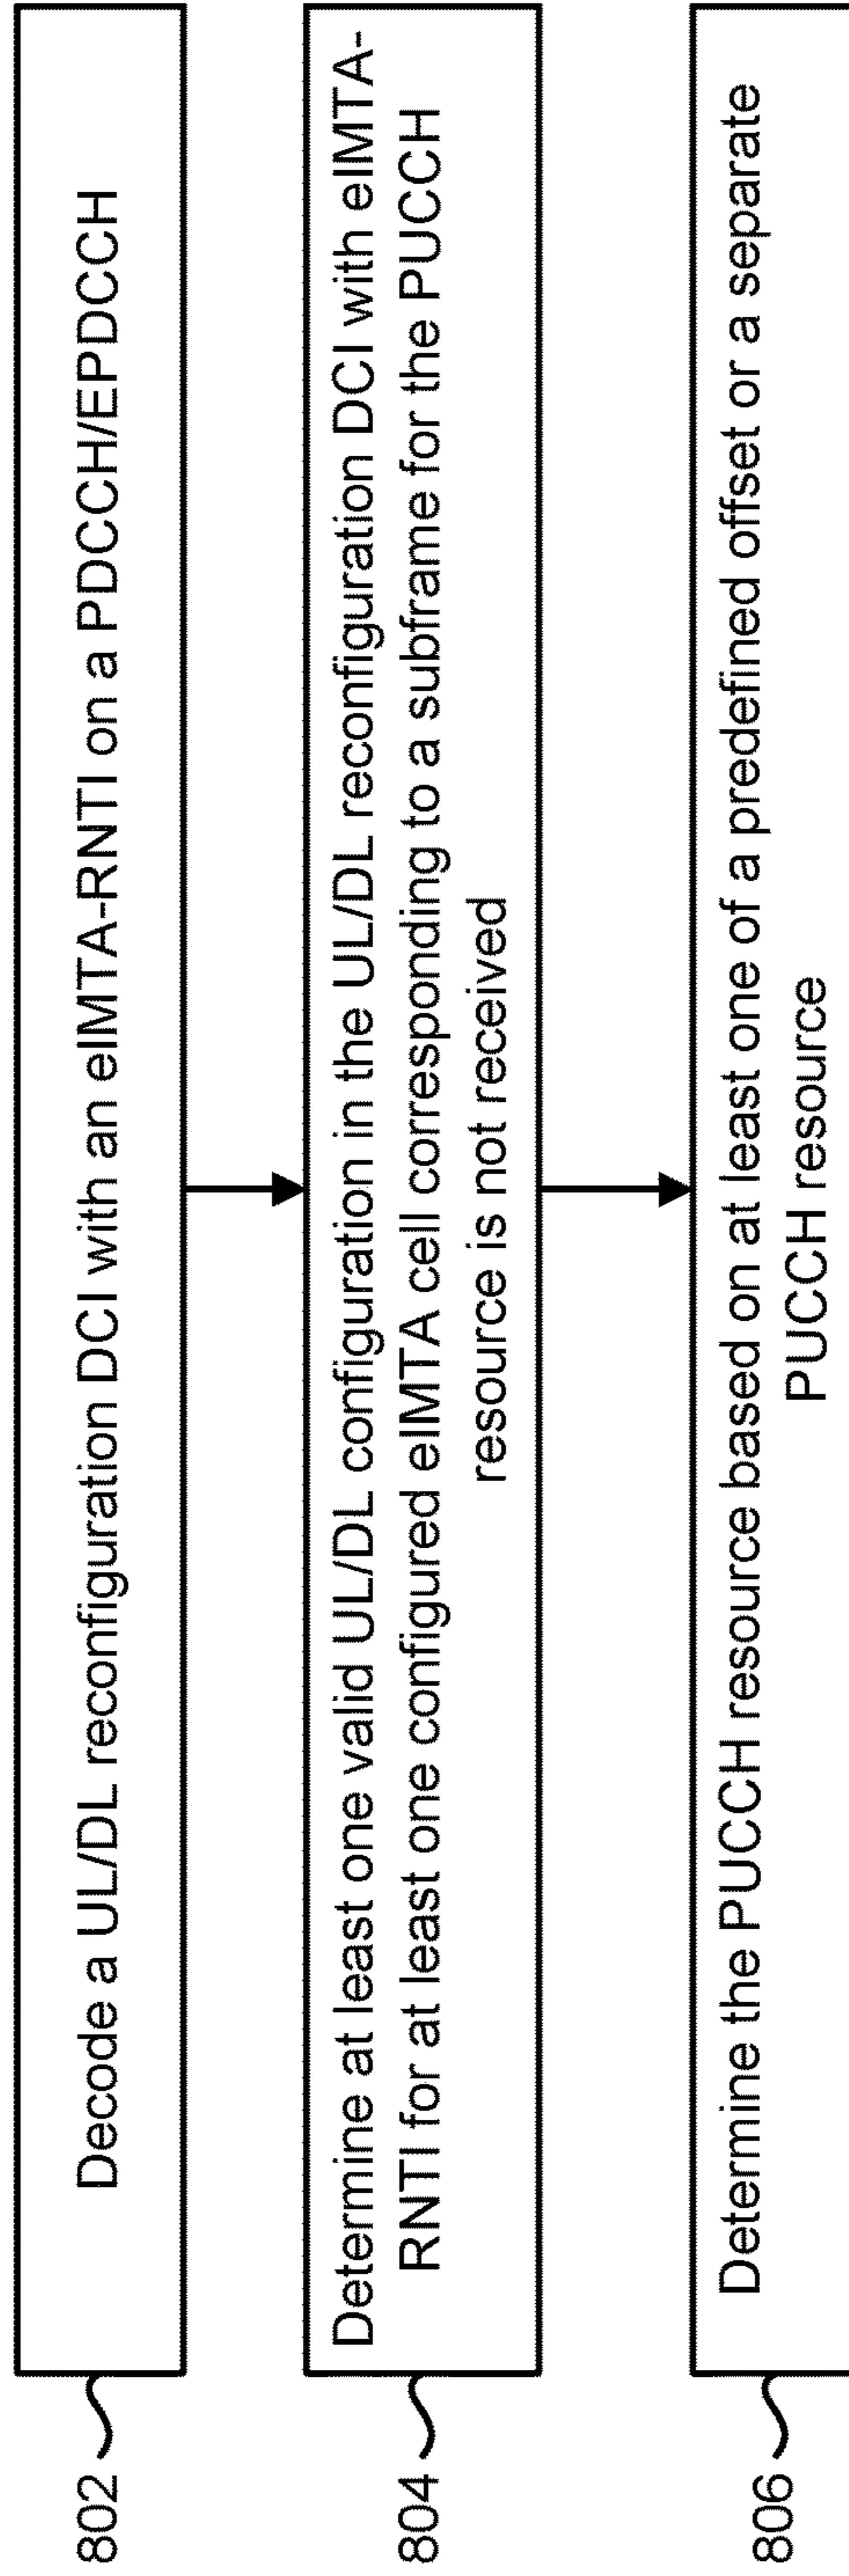 802
Decode a UL/DL reconfiguration DCI with an eIMTA-RNTI on a PDCCH/EPDCCH
804
Determine at least one valid UL/DL configuration in the UL/DL reconfiguration DCI with eIMTA-
RNTI for at least one configured eIMTA cell corresponding to a subframe for the PUCCH
resource is not received
806
Determine the PUCCH resource based on at least one of a predefined offset or a separate
PUCCH resource